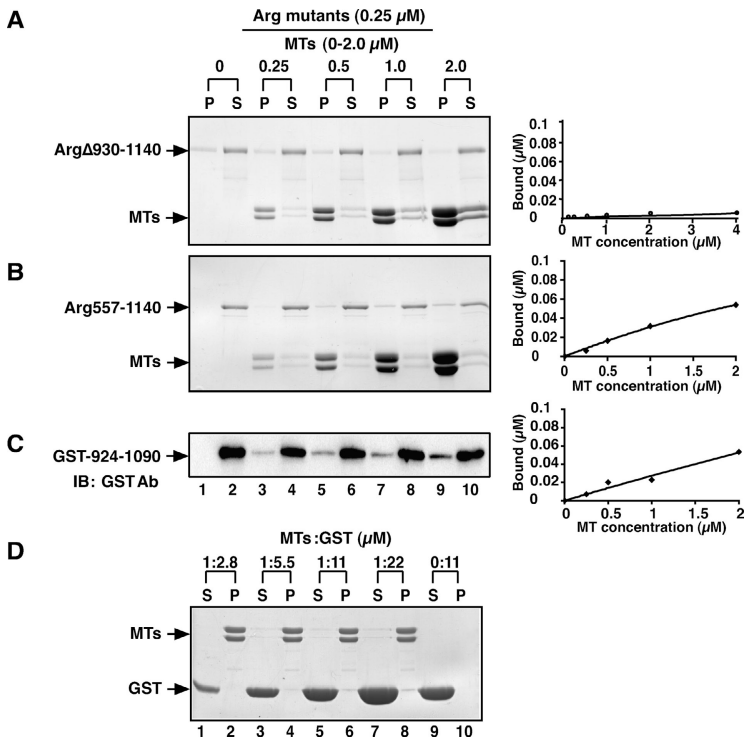 A
Arg mutants (0.25 µM)
MTs (0-2.0 µM)
0 0.25 0.5 1.0 2.0
P S P S P S P S P S
ArgΔ930-1140
MTs
0.1
0.08
0.06
0.04
0.02
0
Bound (µM)
0 1 2 3 4
MT concentration (µM)
B
Arg557-1140
MTs
0.1
0.08
0.06
0.04
0.02
0
Bound (µM)
0 0.5 1 1.5 2
MT concentration (µM)
C
GST-924-1090
IB: GST Ab
1 2 3 4 5 6 7 8 9 10
0.1
0.08
0.06
0.04
0.02
0
Bound (µM)
0 0.5 1 1.5 2
MT concentration (µM)
D
MTs:GST (µM)
1:2.8 1:5.5 1:11 1:22 0:11
S P S P S P S P S P
MTs
GST
1 2 3 4 5 6 7 8 9 10